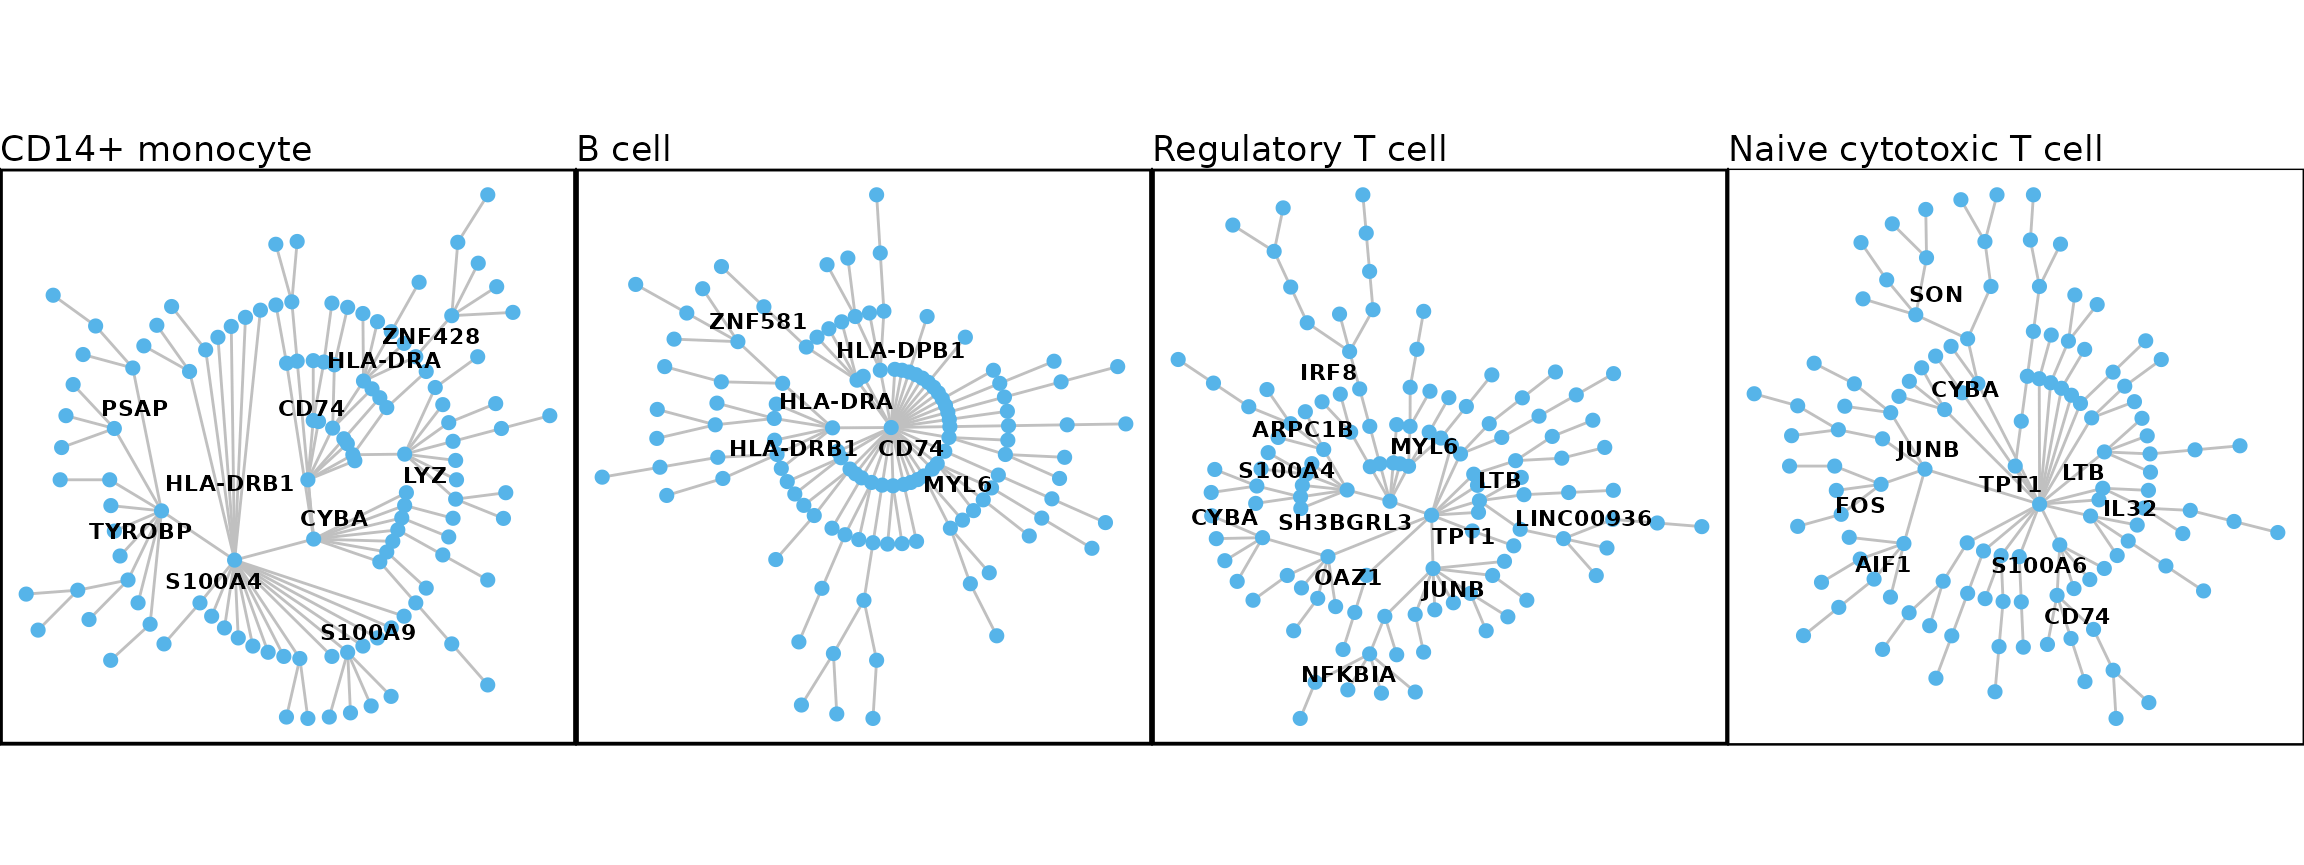 CD14+ monocyte
ZNF428
HLA-DRA
PSAP
CD74
LYZ
HLA-DRB1
CYBA
TYROBP
S100A4
S100A9
B cell
ZNF581
HLA-DPB1
HLA-DRA
HLA-DRB1
CD74
MYL6
Regulatory T cell
IRF8
ARPC1B
MYL6
S100A4
LTB
CYBA
SH3BGRL3
LINC00936
TPT1
OAZ1
JUNB
NFKBIA
Naive cytotoxic T cell
SON
CYBA
JUNB
LTB
TPT1
FOS
IL32
AIF1
S100A6
CD74